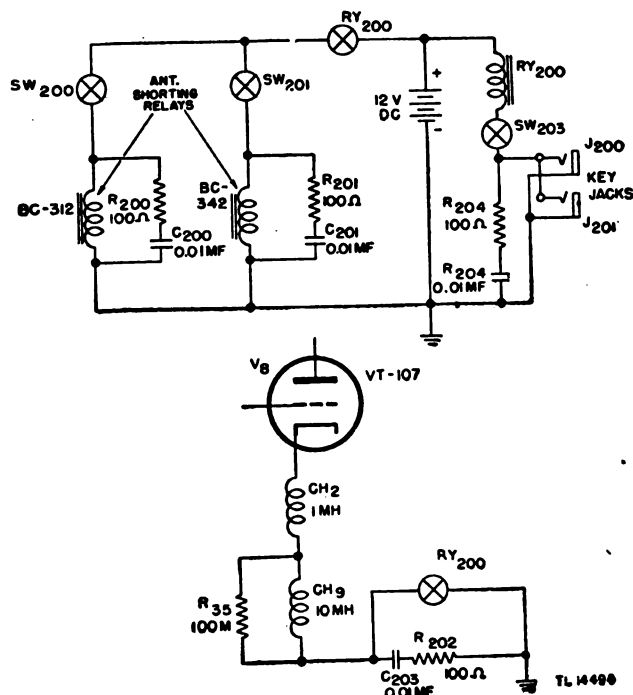 RY200
SW200
ANT.
SHORTING
RELAYS
SW201
+
12 V
DC
-
RY200
SW203
J200
KEY
JACKS
J201
BC-312
R200
100Ω
C200
0.01MF
BC-
342
R201
100Ω
C201
0.01MF
R204
100Ω
R204
0.01MF
V8
VT-107
CH2
1MH
R35
100M
CH9
10MH
RY200
R202
100Ω
C203
0.01MF